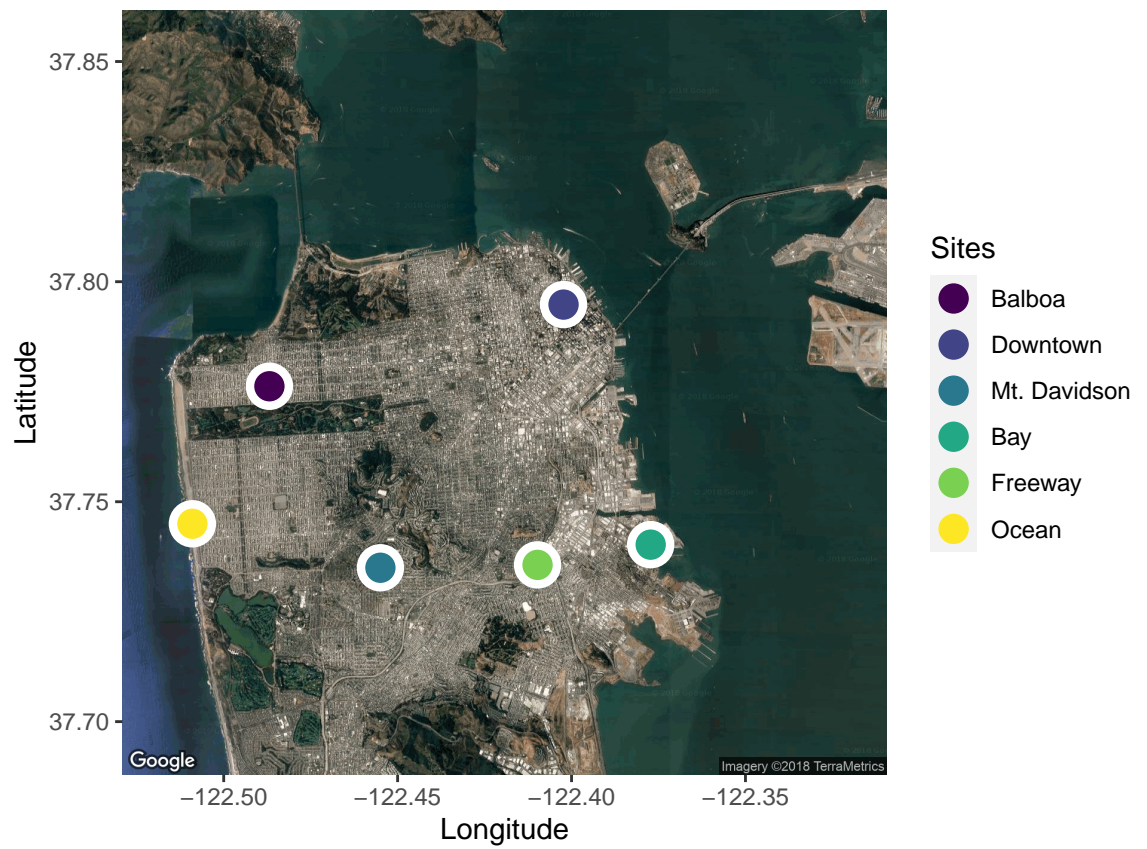 37.85
37.80
37.75
37.70
Latitude
−122.50
−122.45
−122.40
−122.35
Longitude
Google
Imagery ©2018 TerraMetrics
Sites
Balboa
Downtown
Mt. Davidson
Bay
Freeway
Ocean